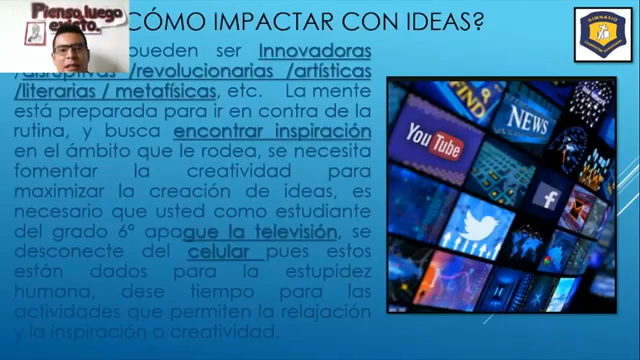 Pienso, luego
existo.
¿CÓMO IMPACTAR CON IDEAS?
GIMNASIO
pueden ser Innovadoras
/disruptivas /revolucionarias /artísticas
/literarias / metafísicas, etc. La mente
está preparada para ir en contra de la
rutina, y busca encontrar inspiración
en el ámbito que le rodea, se necesita
fomentar la creatividad para
maximizar la creación de ideas, es
necesario que usted como estudiante
del grado 6º apague la televisión, se
desconecte del celular pues estos
están dados para la estupidez
humana, dese tiempo para las
actividades que permiten la relajación
y la inspiración o creatividad.
FIND
NEWS
You Tube
f